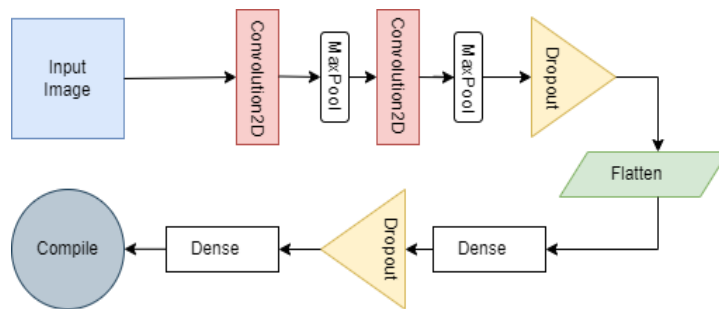 Input
Image
Convolution2D
MaxPool
Convolution2D
MaxPool
Dropout
Flatten
Dense
Dropout
Dense
Compile